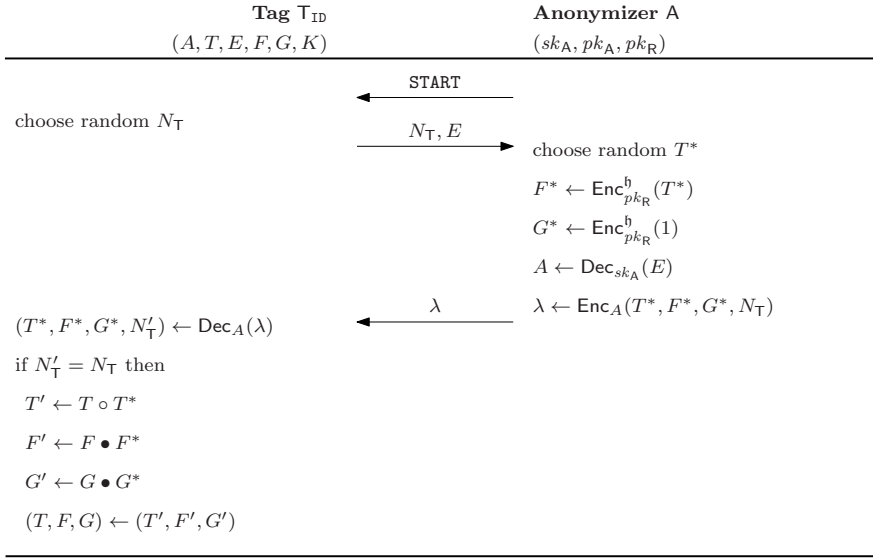 Tag T_ID Anonymizer A
(A, T, E, F, G, K) (sk_A, pk_A, pk_R)
START
choose random N_T
N_T, E
choose random T*
F* ← Enc^𝔥_{pk_R}(T*)
G* ← Enc^𝔥_{pk_R}(1)
A ← Dec_{sk_A}(E)
λ
λ ← Enc_A(T*, F*, G*, N_T)
(T*, F*, G*, N'_T) ← Dec_A(λ)
if N'_T = N_T then
T' ← T ∘ T*
F' ← F • F*
G' ← G • G*
(T, F, G) ← (T', F', G')